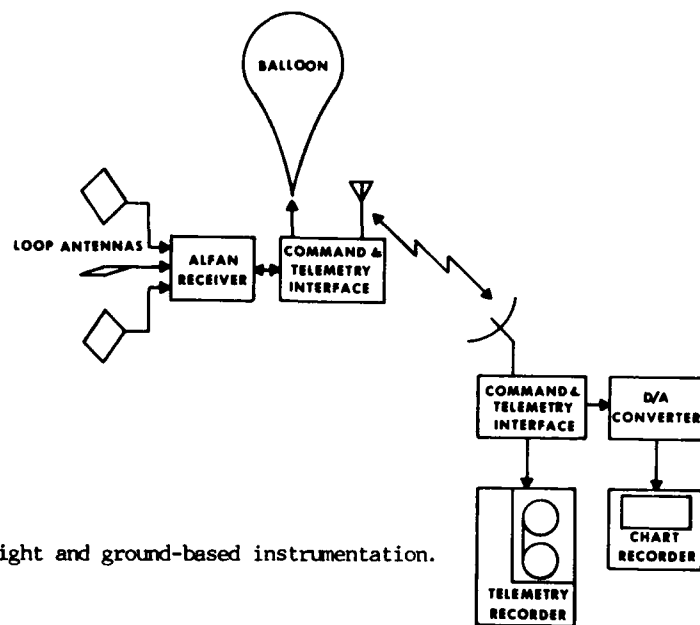 BALLOON
LOOP ANTENNAS
ALFAN
RECEIVER
COMMAND &
TELEMETRY
INTERFACE
COMMAND &
TELEMETRY
INTERFACE
D/A
CONVERTER
TELEMETRY
RECORDER
CHART
RECORDER
ight and ground-based instrumentation.